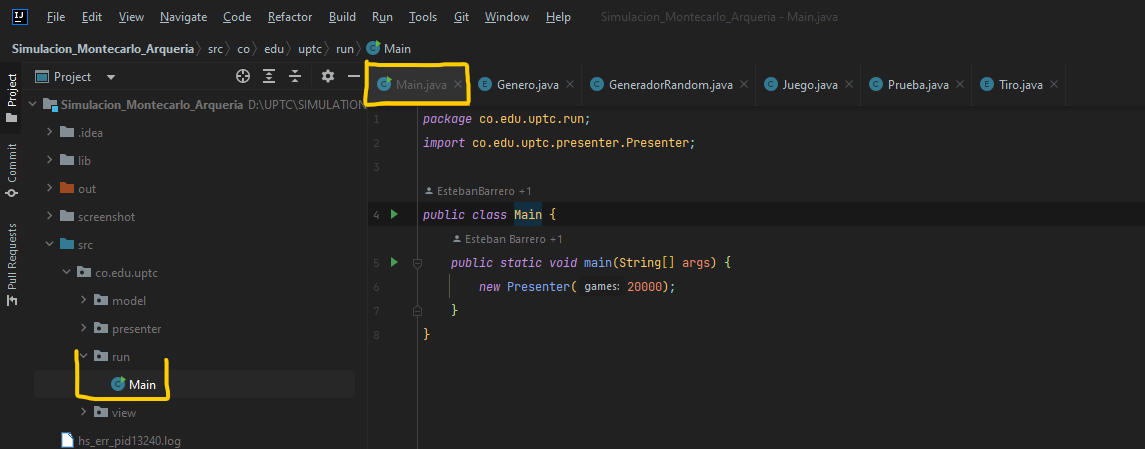 IJ File Edit View Navigate Code Refactor Build Run Tools Git Window Help Simulacion_Montecarlo_Arqueria - Main.java
Simulacion_Montecarlo_Arqueria src co edu uptc run Main
Project
Commit
Pull Requests
Project
Simulacion_Montecarlo_Arqueria D:\UPTC\SIMULATION
.idea
lib
out
screenshot
src
co.edu.uptc
model
presenter
run
Main
view
hs_err_pid13240.log
Main.java Genero.java GeneradorRandom.java Juego.java Prueba.java Tiro.java
1 package co.edu.uptc.run;
2 import co.edu.uptc.presenter.Presenter;
3
EstebanBarrero +1
4 public class Main {
Esteban Barrero +1
5 public static void main(String[] args) {
6 new Presenter( games: 20000);
7 }
8 }